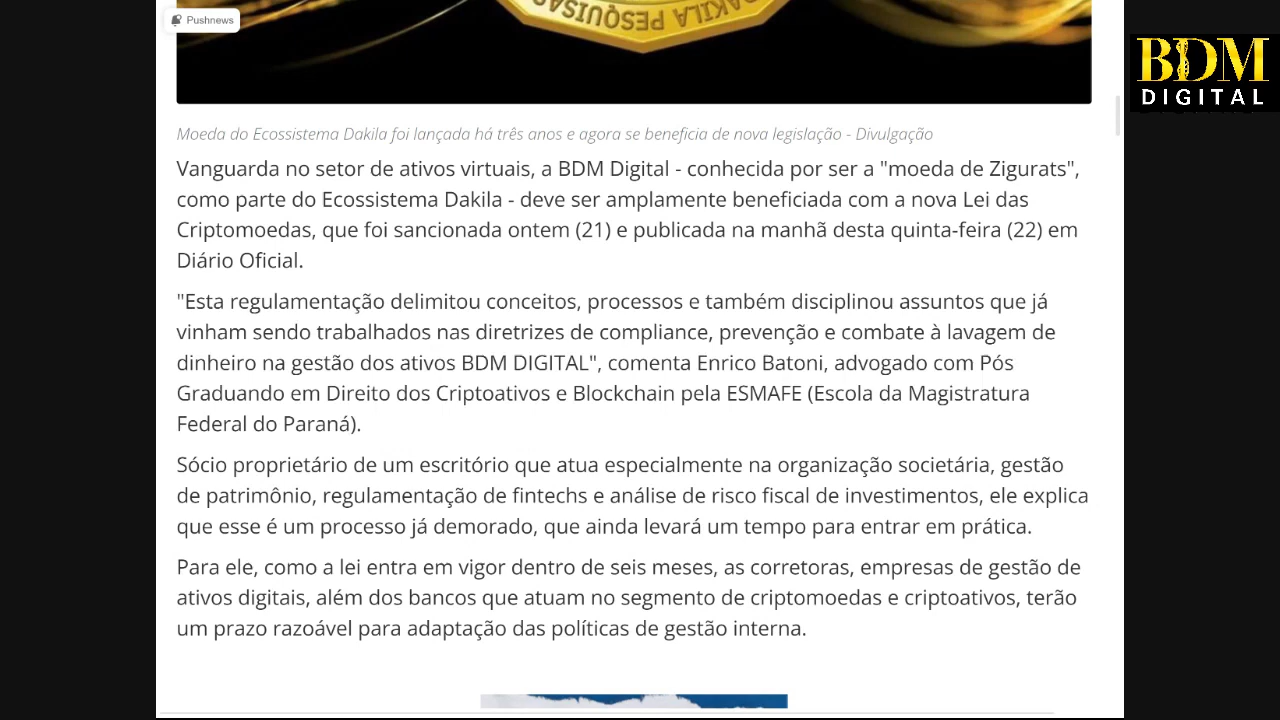 Pushnews
DAKILA PESQUISAS
BDM
DIGITAL
Moeda do Ecossistema Dakila foi lançada há três anos e agora se beneficia de nova legislação - Divulgação
Vanguarda no setor de ativos virtuais, a BDM Digital - conhecida por ser a "moeda de Zigurats",
como parte do Ecossistema Dakila - deve ser amplamente beneficiada com a nova Lei das
Criptomoedas, que foi sancionada ontem (21) e publicada na manhã desta quinta-feira (22) em
Diário Oficial.
"Esta regulamentação delimitou conceitos, processos e também disciplinou assuntos que já
vinham sendo trabalhados nas diretrizes de compliance, prevenção e combate à lavagem de
dinheiro na gestão dos ativos BDM DIGITAL", comenta Enrico Batoni, advogado com Pós
Graduando em Direito dos Criptoativos e Blockchain pela ESMAFE (Escola da Magistratura
Federal do Paraná).
Sócio proprietário de um escritório que atua especialmente na organização societária, gestão
de patrimônio, regulamentação de fintechs e análise de risco fiscal de investimentos, ele explica
que esse é um processo já demorado, que ainda levará um tempo para entrar em prática.
Para ele, como a lei entra em vigor dentro de seis meses, as corretoras, empresas de gestão de
ativos digitais, além dos bancos que atuam no segmento de criptomoedas e criptoativos, terão
um prazo razoável para adaptação das políticas de gestão interna.